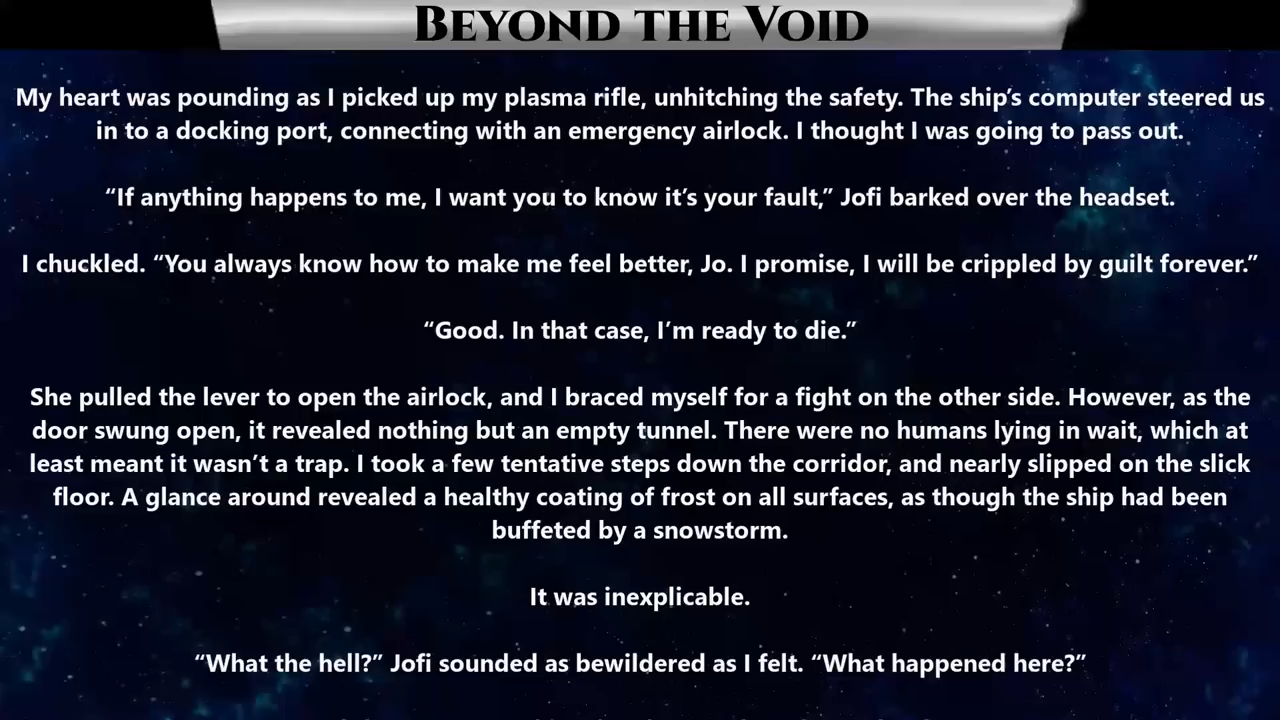 BEYOND THE VOID
My heart was pounding as I picked up my plasma rifle, unhitching the safety. The ship’s computer steered us
in to a docking port, connecting with an emergency airlock. I thought I was going to pass out.
“If anything happens to me, I want you to know it’s your fault,” Jofi barked over the headset.
I chuckled. “You always know how to make me feel better, Jo. I promise, I will be crippled by guilt forever.”
“Good. In that case, I’m ready to die.”
She pulled the lever to open the airlock, and I braced myself for a fight on the other side. However, as the
door swung open, it revealed nothing but an empty tunnel. There were no humans lying in wait, which at
least meant it wasn’t a trap. I took a few tentative steps down the corridor, and nearly slipped on the slick
floor. A glance around revealed a healthy coating of frost on all surfaces, as though the ship had been
buffeted by a snowstorm.
It was inexplicable.
“What the hell?” Jofi sounded as bewildered as I felt. “What happened here?”